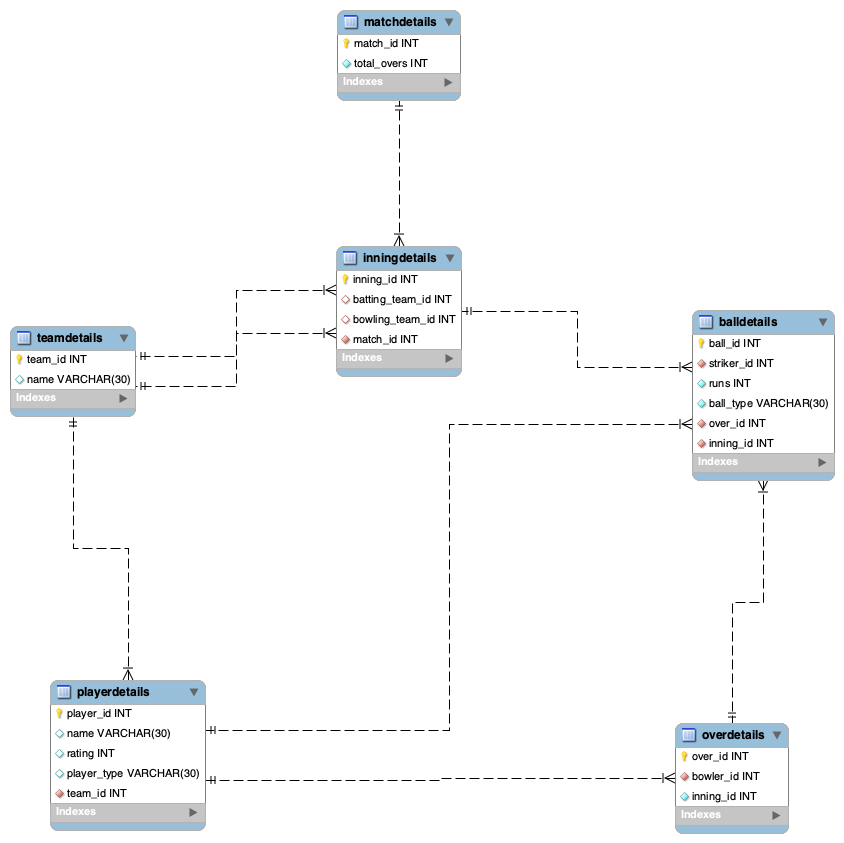 matchdetails
match_id INT
total_overs INT
Indexes
inningdetails
inning_id INT
batting_team_id INT
bowling_team_id INT
match_id INT
Indexes
teamdetails
team_id INT
name VARCHAR(30)
Indexes
balldetails
ball_id INT
striker_id INT
runs INT
ball_type VARCHAR(30)
over_id INT
inning_id INT
Indexes
playerdetails
player_id INT
name VARCHAR(30)
rating INT
player_type VARCHAR(30)
team_id INT
Indexes
overdetails
over_id INT
bowler_id INT
inning_id INT
Indexes